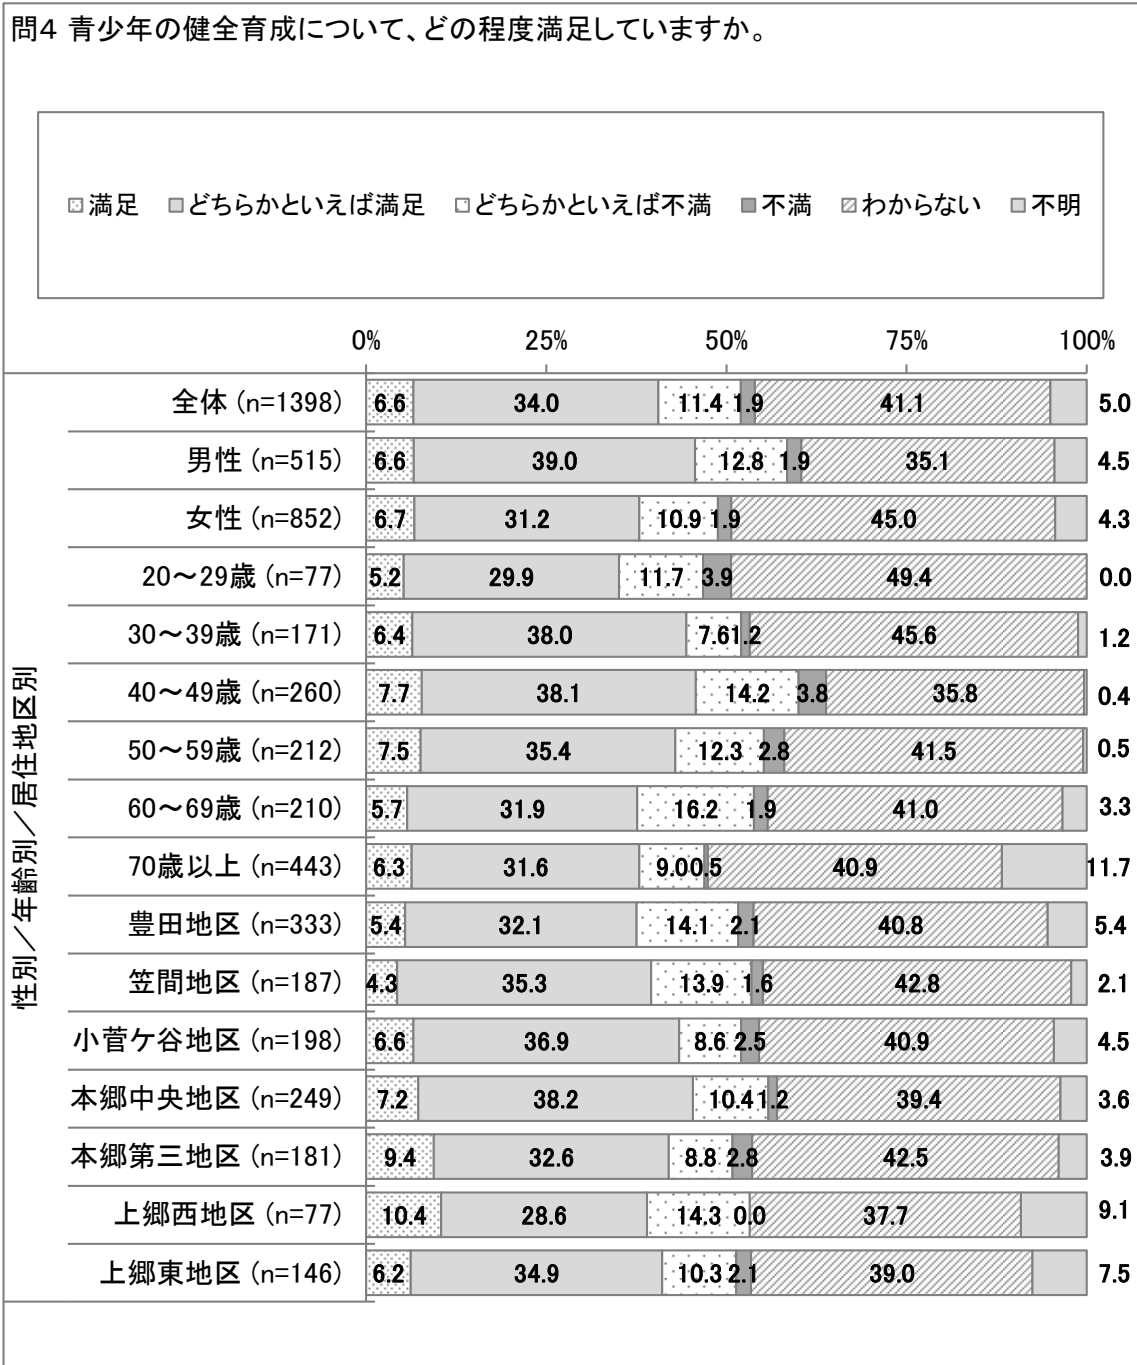 問4 青少年の健全育成について、どの程度満足していますか。
満足 どちらかといえば満足 どちらかといえば不満 不満 わからない 不明
0% 25% 50% 75% 100%
性別／年齢別／居住地区別
全体 (n=1398) 6.6 34.0 11.4 1.9 41.1 5.0
男性 (n=515) 6.6 39.0 12.8 1.9 35.1 4.5
女性 (n=852) 6.7 31.2 10.9 1.9 45.0 4.3
20～29歳 (n=77) 5.2 29.9 11.7 3.9 49.4 0.0
30～39歳 (n=171) 6.4 38.0 7.6 1.2 45.6 1.2
40～49歳 (n=260) 7.7 38.1 14.2 3.8 35.8 0.4
50～59歳 (n=212) 7.5 35.4 12.3 2.8 41.5 0.5
60～69歳 (n=210) 5.7 31.9 16.2 1.9 41.0 3.3
70歳以上 (n=443) 6.3 31.6 9.0 0.5 40.9 11.7
豊田地区 (n=333) 5.4 32.1 14.1 2.1 40.8 5.4
笠間地区 (n=187) 4.3 35.3 13.9 1.6 42.8 2.1
小菅ケ谷地区 (n=198) 6.6 36.9 8.6 2.5 40.9 4.5
本郷中央地区 (n=249) 7.2 38.2 10.4 1.2 39.4 3.6
本郷第三地区 (n=181) 9.4 32.6 8.8 2.8 42.5 3.9
上郷西地区 (n=77) 10.4 28.6 14.3 0.0 37.7 9.1
上郷東地区 (n=146) 6.2 34.9 10.3 2.1 39.0 7.5